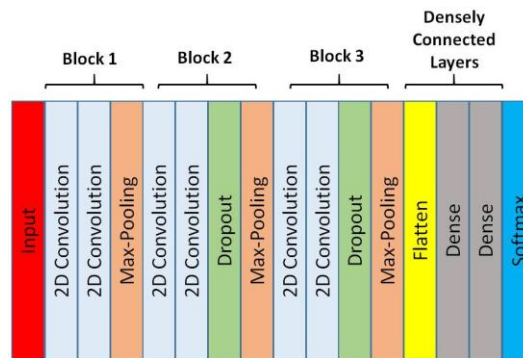 Block 1
Block 2
Block 3
Densely
Connected
Layers
Input
2D Convolution
2D Convolution
Max-Pooling
2D Convolution
2D Convolution
Dropout
Max-Pooling
2D Convolution
2D Convolution
Dropout
Max-Pooling
Flatten
Dense
Dense
Softmax